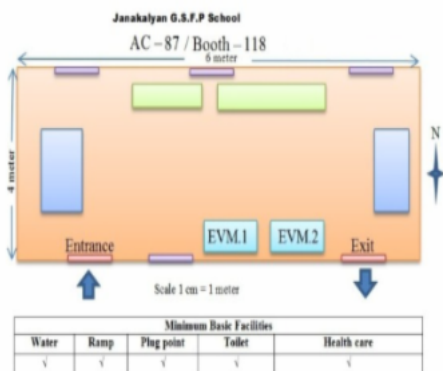 Janakalyan G.S.F.P School
AC – 87 / Booth – 118
6 meter
4 meter
N
EVM.1 EVM.2
Entrance Exit
Scale 1 cm = 1 meter
Minimum Basic Facilities
Water Ramp Plug point Toilet Health care
√ √ √ √ √